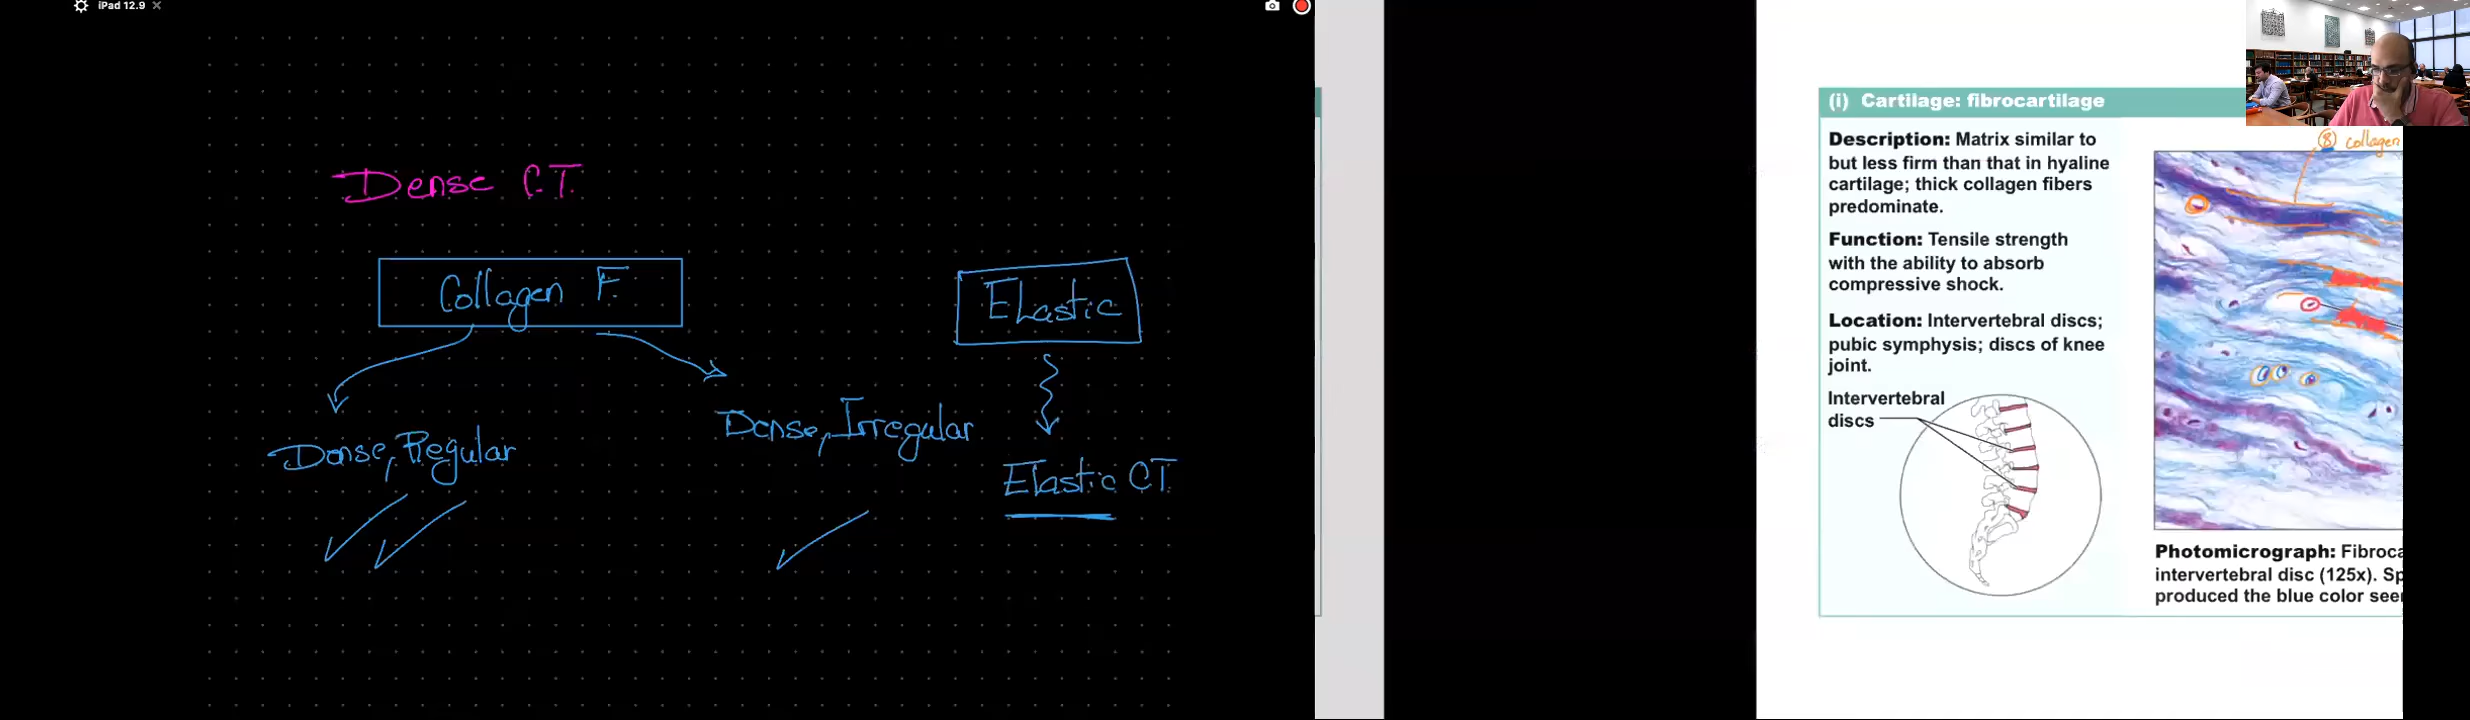 iPad 12.9
Dense C.T.
Collagen F.
Elastic
Dense, Regular
Dense, Irregular
Elastic CT
(i) Cartilage: fibrocartilage
Description: Matrix similar to
but less firm than that in hyaline
cartilage; thick collagen fibers
predominate.
Function: Tensile strength
with the ability to absorb
compressive shock.
Location: Intervertebral discs;
pubic symphysis; discs of knee
joint.
Intervertebral
discs
⑧ collagen
Photomicrograph: Fibroca
intervertebral disc (125x). Sp
produced the blue color see